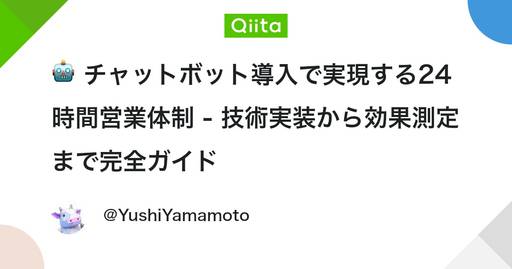 Qiita
🤖 チャットボット導入で実現する24
時間営業体制 - 技術実装から効果測定
まで完全ガイド
@YushiYamamoto